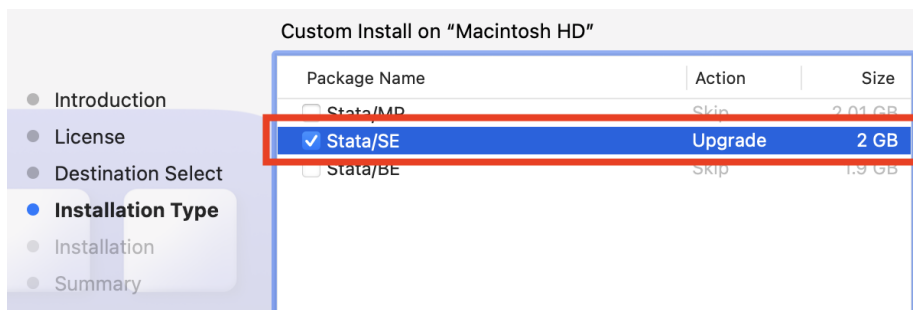 Custom Install on “Macintosh HD”
Package Name Action Size
Introduction
License
Destination Select
Installation Type
Installation
Summary
Stata/MP Skip 2.01 GB
Stata/SE Upgrade 2 GB
Stata/BE Skip 1.9 GB